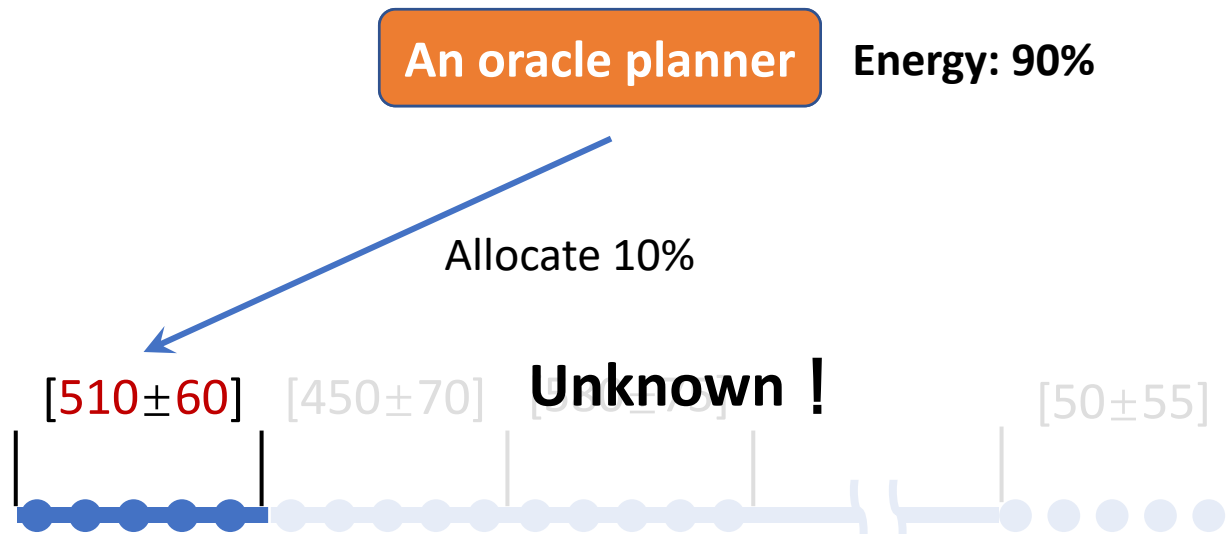 An oracle planner
Energy: 90%
Allocate 10%
[510±60]
[450±70]
Unknown !
[50±55]